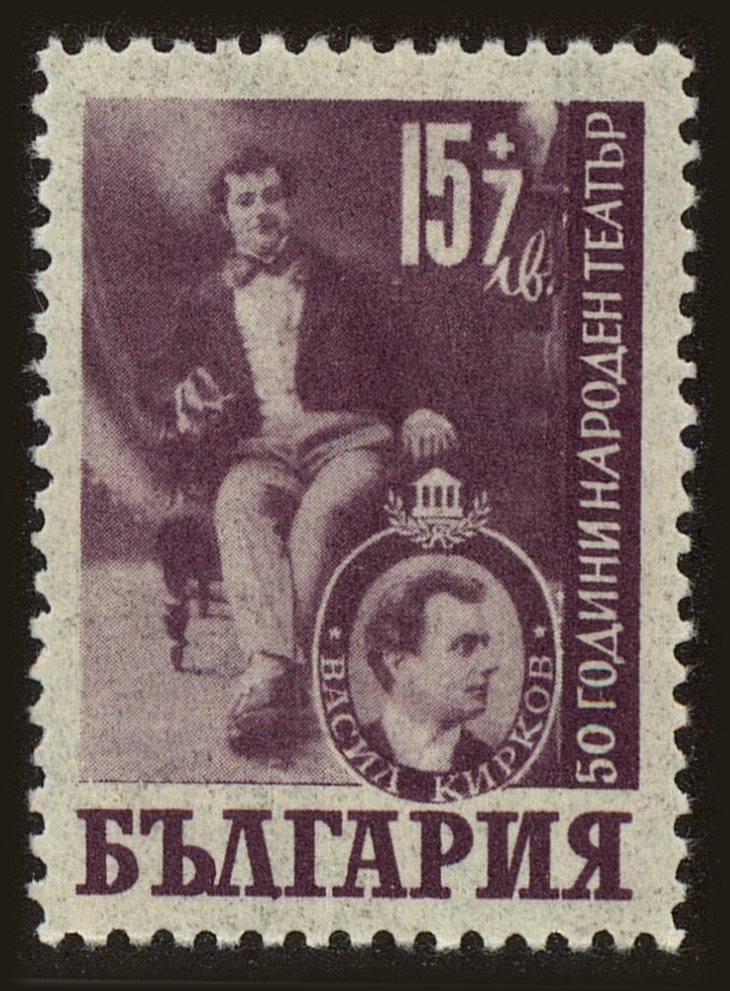 15+7
лв.
50 ГОДИНИ НАРОДЕН ТЕАТЪР
ВАСИЛ КИРКОВ
БЪЛГАРИЯ